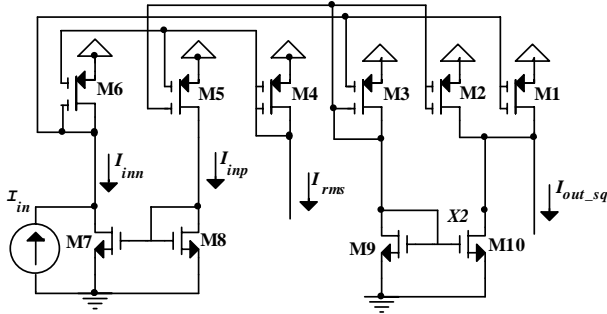 M6
M5
M4
M3
M2
M1
I_inn
I_inp
I_rms
I_out_sq
I_in
M7
M8
M9
X2
M10